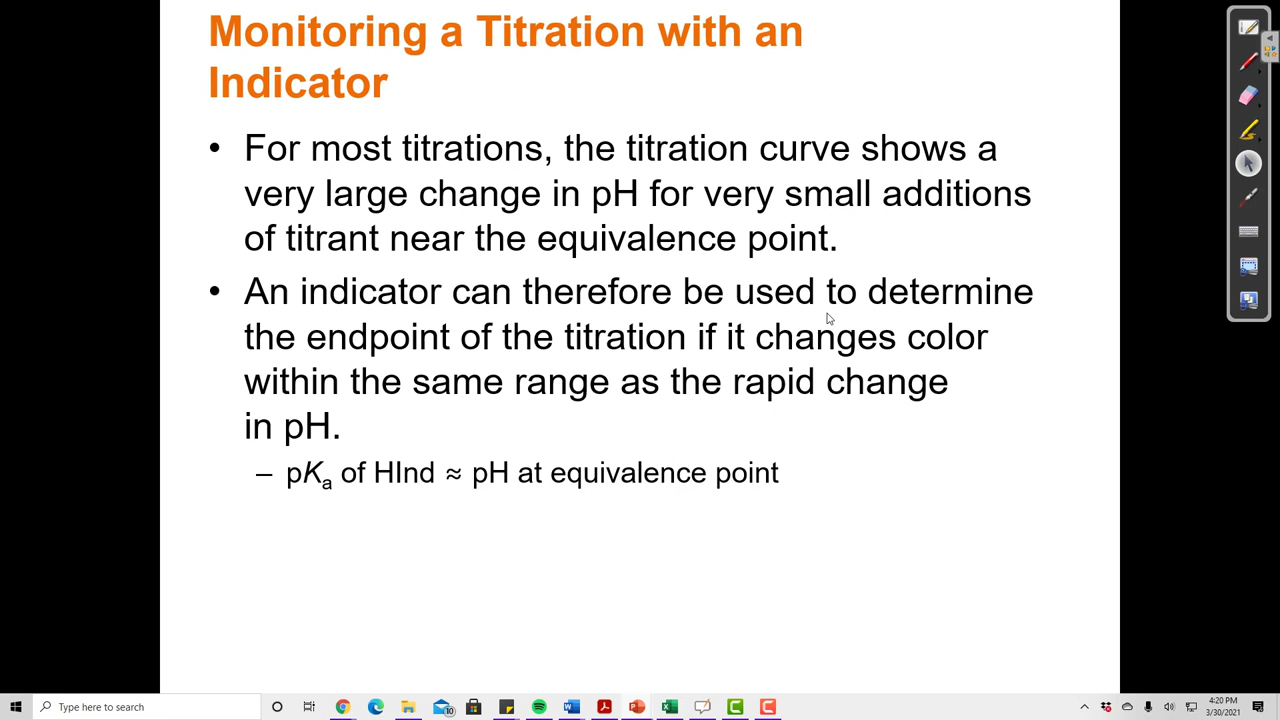 Monitoring a Titration with an
Indicator
• For most titrations, the titration curve shows a
very large change in pH for very small additions
of titrant near the equivalence point.
• An indicator can therefore be used to determine
the endpoint of the titration if it changes color
within the same range as the rapid change
in pH.
– pKₐ of HInd ≈ pH at equivalence point
Type here to search
10
4:20 PM
3/30/2021